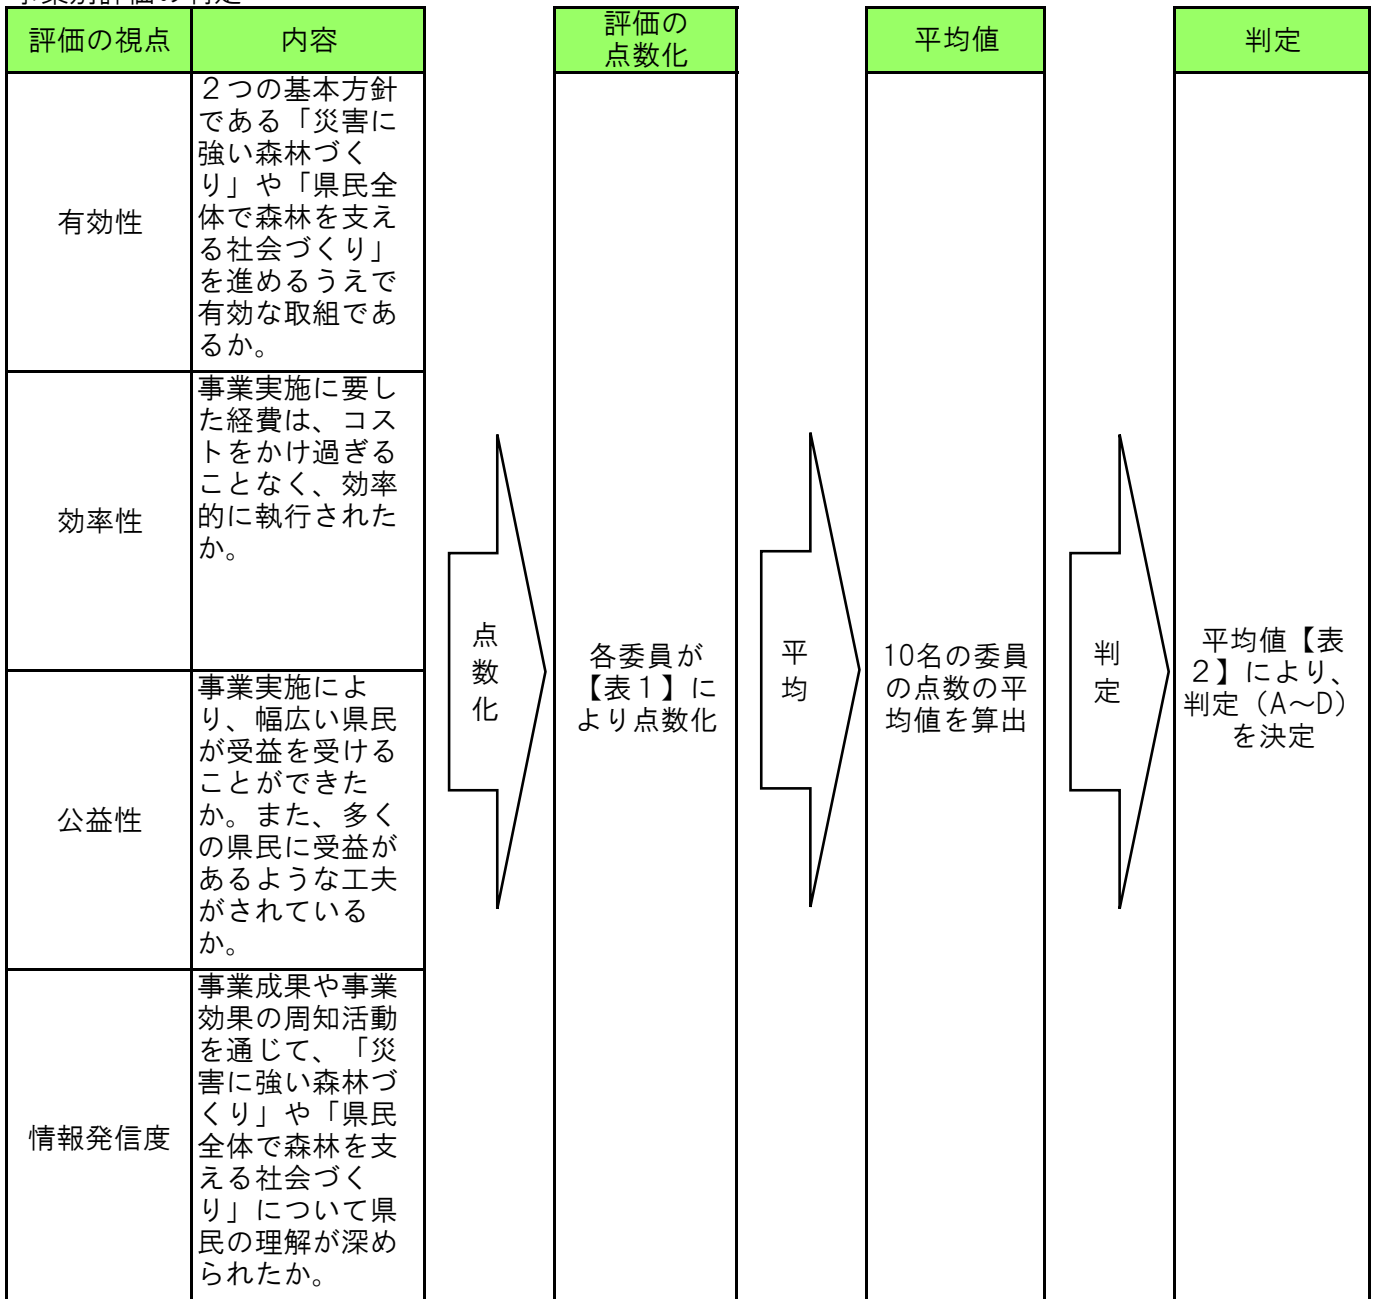 評価の視点
内容
有効性
２つの基本方針
である「災害に
強い森林づく
り」や「県民全
体で森林を支え
る社会づくり」
を進めるうえで
有効な取組であ
るか。
効率性
事業実施に要し
た経費は、コス
トをかけ過ぎる
ことなく、効率
的に執行された
か。
公益性
事業実施によ
り、幅広い県民
が受益を受ける
ことができた
か。また、多く
の県民に受益が
あるような工夫
がされている
か。
情報発信度
事業成果や事業
効果の周知活動
を通じて、「災
害に強い森林づ
くり」や「県民
全体で森林を支
える社会づく
り」について県
民の理解が深め
られたか。
点
数
化
評価の
点数化
各委員が
【表１】に
より点数化
平
均
平均値
10名の委員
の点数の平
均値を算出
判
定
判定
平均値【表
２】により、
判定（A～D）
を決定